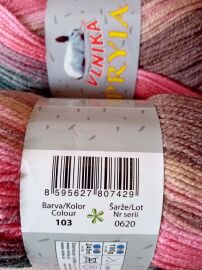 VLNIKA
PRYIA
8 595627 807429
Barva/Kolor
Colour
103
Šarže/Lot
Nr serii
0620